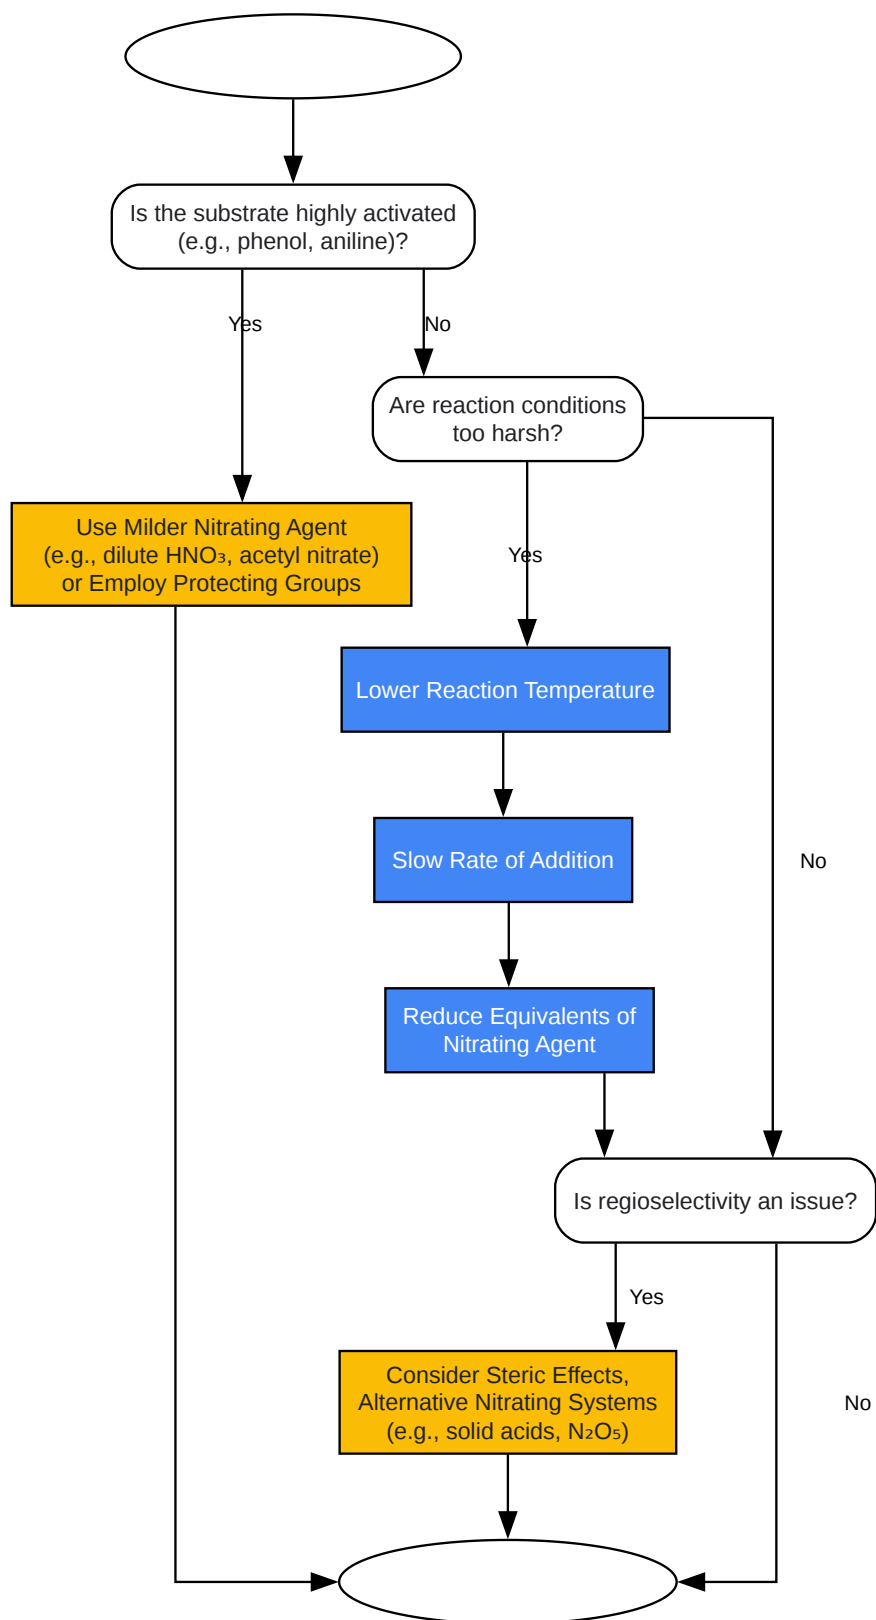 Is the substrate highly activated
(e.g., phenol, aniline)?
Yes
No
Are reaction conditions
too harsh?
Use Milder Nitrating Agent
(e.g., dilute HNO₃, acetyl nitrate)
or Employ Protecting Groups
Yes
Lower Reaction Temperature
Slow Rate of Addition
No
Reduce Equivalents of
Nitrating Agent
Is regioselectivity an issue?
Yes
Consider Steric Effects,
Alternative Nitrating Systems
(e.g., solid acids, N₂O₅)
No